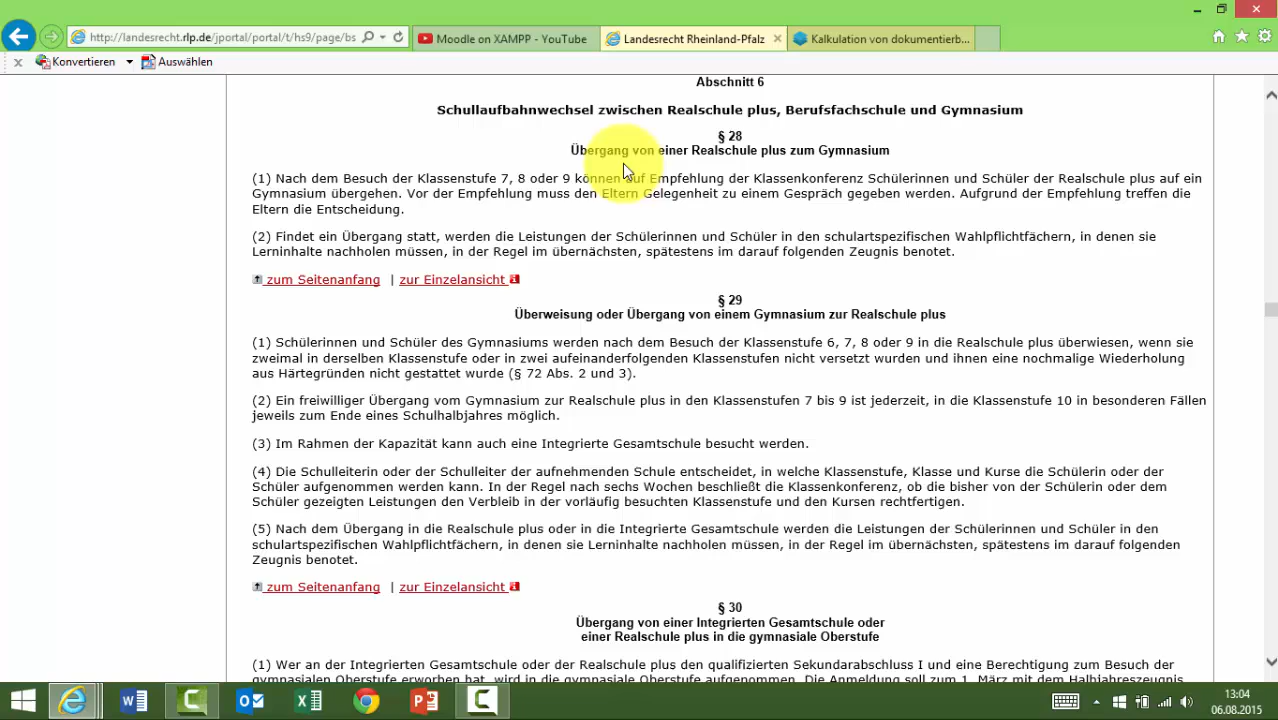 http://landesrecht.rlp.de/jportal/portal/t/hs9/page/bs
Moodle on XAMPP - YouTube
Landesrecht Rheinland-Pfalz
Kalkulation von dokumentierb...
Konvertieren
Auswählen
Abschnitt 6
Schullaufbahnwechsel zwischen Realschule plus, Berufsfachschule und Gymnasium
§ 28
Übergang von einer Realschule plus zum Gymnasium
(1) Nach dem Besuch der Klassenstufe 7, 8 oder 9 können auf Empfehlung der Klassenkonferenz Schülerinnen und Schüler der Realschule plus auf ein
Gymnasium übergehen. Vor der Empfehlung muss den Eltern Gelegenheit zu einem Gespräch gegeben werden. Aufgrund der Empfehlung treffen die
Eltern die Entscheidung.
(2) Findet ein Übergang statt, werden die Leistungen der Schülerinnen und Schüler in den schulartspezifischen Wahlpflichtfächern, in denen sie
Lerninhalte nachholen müssen, in der Regel im übernächsten, spätestens im darauf folgenden Zeugnis benotet.
zum Seitenanfang | zur Einzelansicht
§ 29
Überweisung oder Übergang von einem Gymnasium zur Realschule plus
(1) Schülerinnen und Schüler des Gymnasiums werden nach dem Besuch der Klassenstufe 6, 7, 8 oder 9 in die Realschule plus überwiesen, wenn sie
zweimal in derselben Klassenstufe oder in zwei aufeinanderfolgenden Klassenstufen nicht versetzt wurden und ihnen eine nochmalige Wiederholung
aus Härtegründen nicht gestattet wurde (§ 72 Abs. 2 und 3).
(2) Ein freiwilliger Übergang vom Gymnasium zur Realschule plus in den Klassenstufen 7 bis 9 ist jederzeit, in die Klassenstufe 10 in besonderen Fällen
jeweils zum Ende eines Schulhalbjahres möglich.
(3) Im Rahmen der Kapazität kann auch eine Integrierte Gesamtschule besucht werden.
(4) Die Schulleiterin oder der Schulleiter der aufnehmenden Schule entscheidet, in welche Klassenstufe, Klasse und Kurse die Schülerin oder der
Schüler aufgenommen werden kann. In der Regel nach sechs Wochen beschließt die Klassenkonferenz, ob die bisher von der Schülerin oder dem
Schüler gezeigten Leistungen den Verbleib in der vorläufig besuchten Klassenstufe und den Kursen rechtfertigen.
(5) Nach dem Übergang in die Realschule plus oder in die Integrierte Gesamtschule werden die Leistungen der Schülerinnen und Schüler in den
schulartspezifischen Wahlpflichtfächern, in denen sie Lerninhalte nachholen müssen, in der Regel im übernächsten, spätestens im darauf folgenden
Zeugnis benotet.
zum Seitenanfang | zur Einzelansicht
§ 30
Übergang von einer Integrierten Gesamtschule oder
einer Realschule plus in die gymnasiale Oberstufe
(1) Wer an der Integrierten Gesamtschule oder der Realschule plus den qualifizierten Sekundarabschluss I und eine Berechtigung zum Besuch der
gymnasialen Oberstufe erworben hat, wird in die gymnasiale Oberstufe aufgenommen. Die Anmeldung soll zum 1. März mit dem Halbjahreszeugnis
13:04
06.08.2015